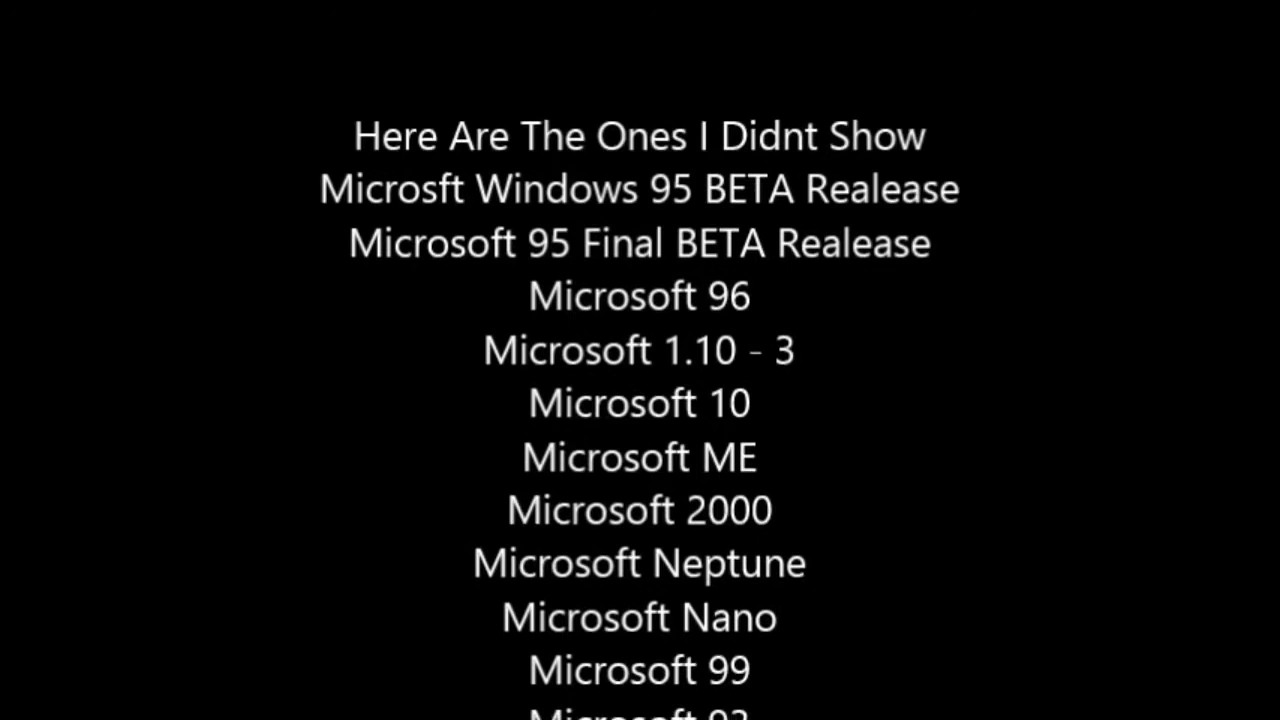 Here Are The Ones I Didnt Show
Microsft Windows 95 BETA Realease
Microsoft 95 Final BETA Realease
Microsoft 96
Microsoft 1.10 - 3
Microsoft 10
Microsoft ME
Microsoft 2000
Microsoft Neptune
Microsoft Nano
Microsoft 99
Microsoft